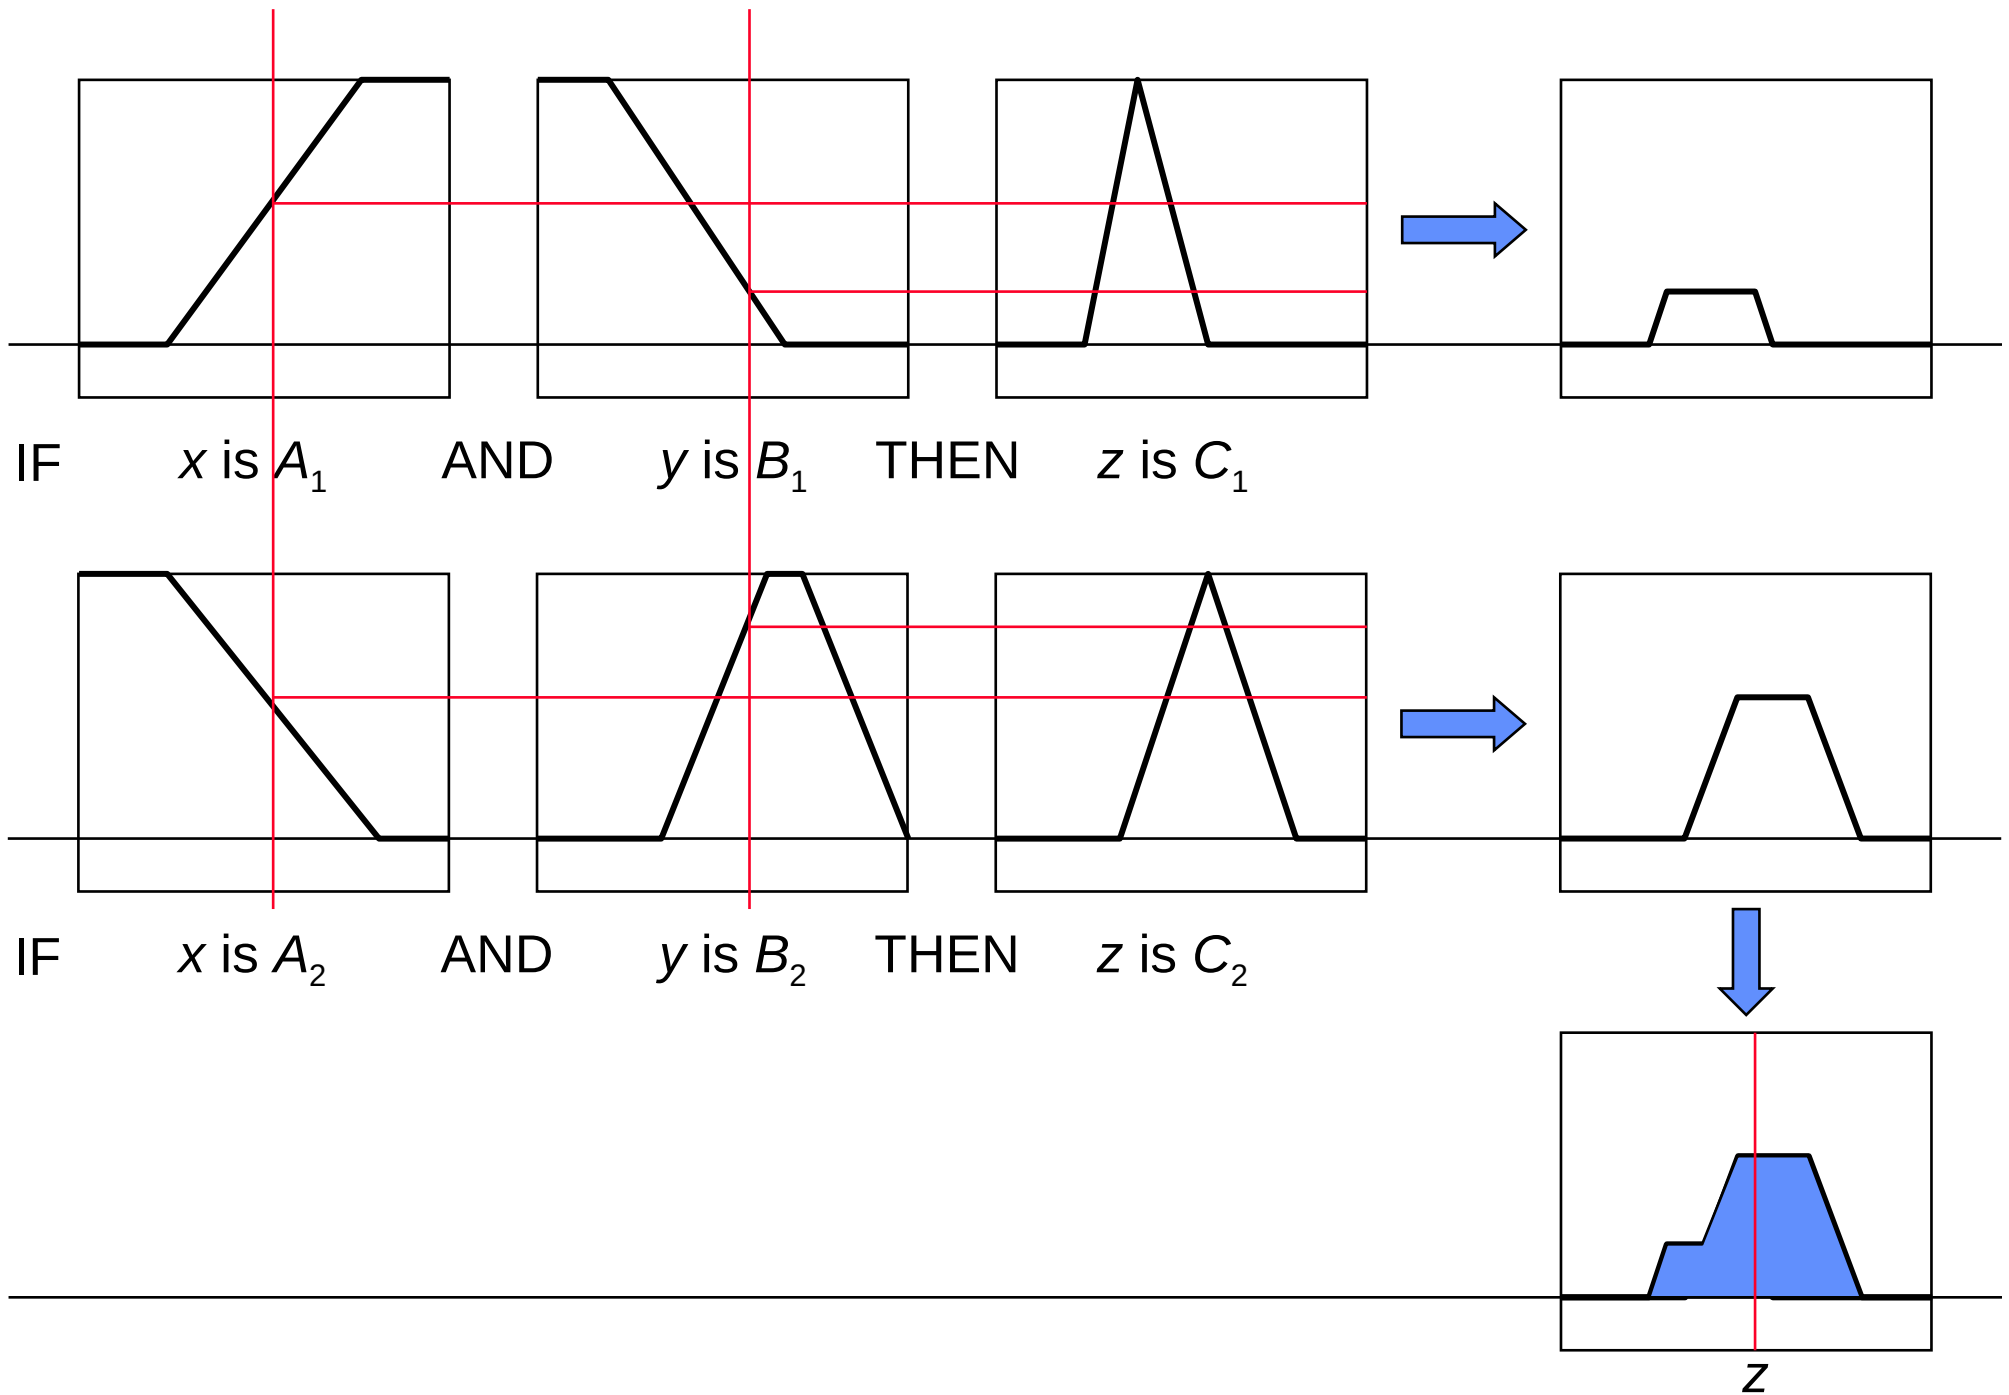 IF x is A1 AND y is B1 THEN z is C1
IF x is A2 AND y is B2 THEN z is C2
z